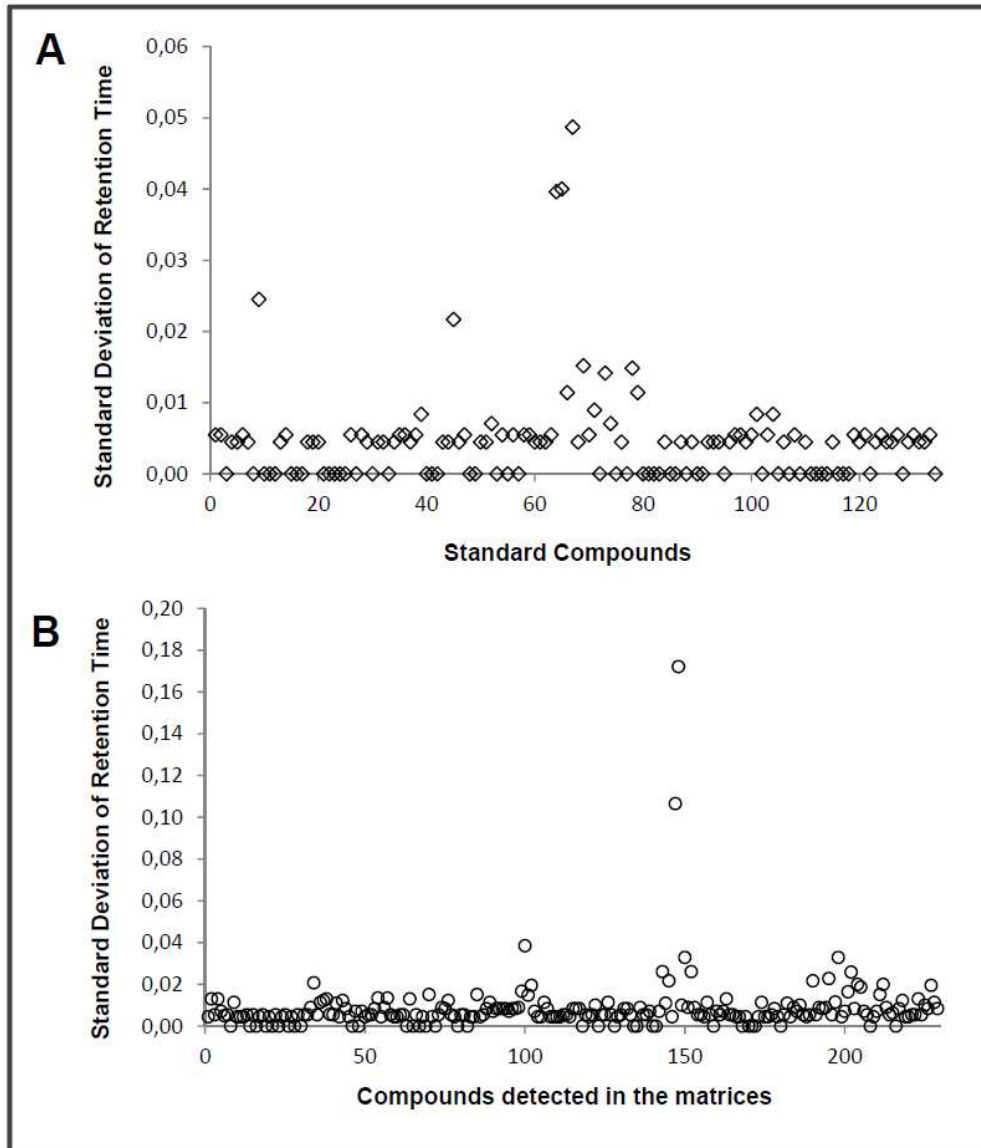 A
Standard Deviation of Retention Time
0,06
0,05
0,04
0,03
0,02
0,01
0,00
0 20 40 60 80 100 120
Standard Compounds
B
Standard Deviation of Retention Time
0,20
0,18
0,16
0,14
0,12
0,10
0,08
0,06
0,04
0,02
0,00
0 50 100 150 200
Compounds detected in the matrices